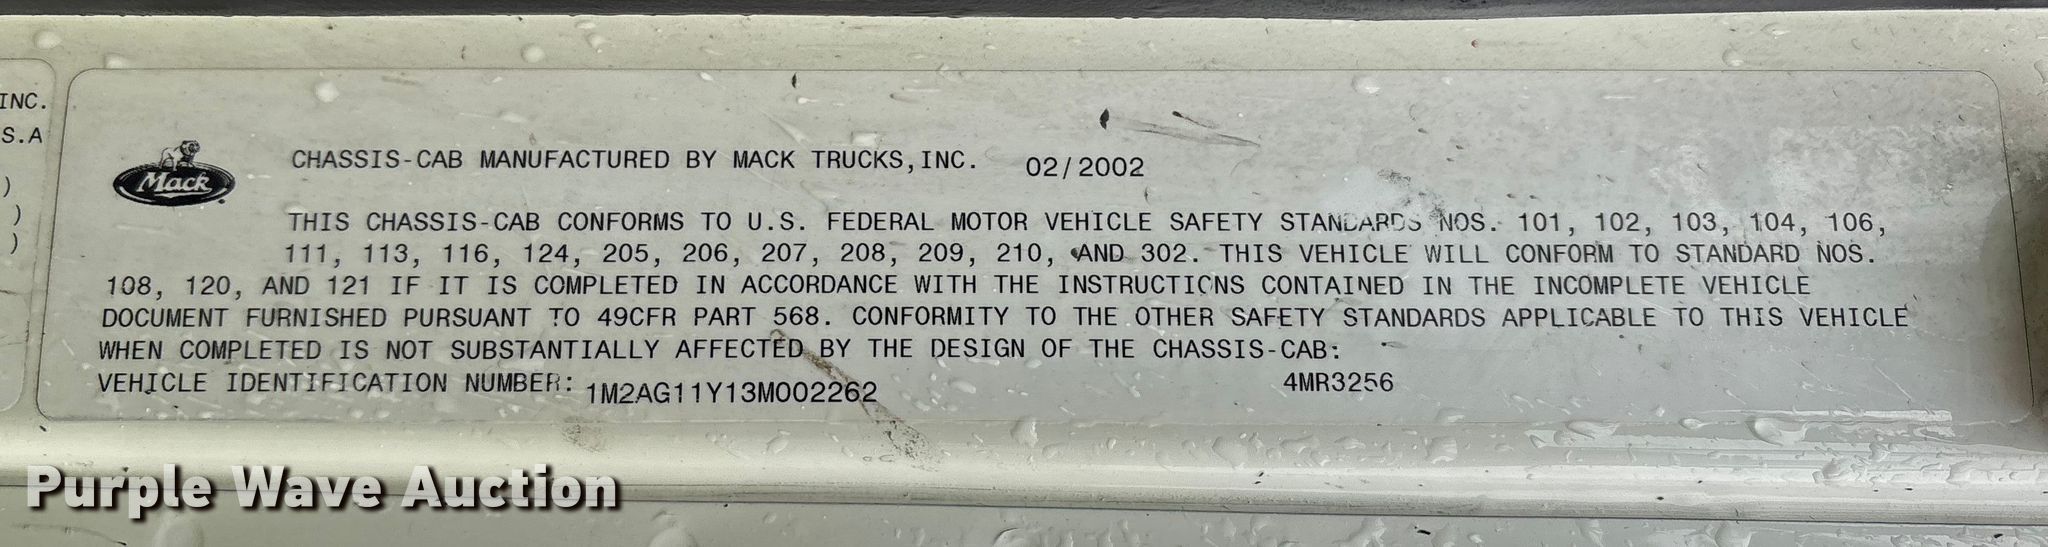 INC.
S.A
)
)
)
Mack
CHASSIS-CAB MANUFACTURED BY MACK TRUCKS,INC. 02/2002
THIS CHASSIS-CAB CONFORMS TO U.S. FEDERAL MOTOR VEHICLE SAFETY STANDARDS NOS. 101, 102, 103, 104, 106,
111, 113, 116, 124, 205, 206, 207, 208, 209, 210, AND 302. THIS VEHICLE WILL CONFORM TO STANDARD NOS.
108, 120, AND 121 IF IT IS COMPLETED IN ACCORDANCE WITH THE INSTRUCTIONS CONTAINED IN THE INCOMPLETE VEHICLE
DOCUMENT FURNISHED PURSUANT TO 49CFR PART 568. CONFORMITY TO THE OTHER SAFETY STANDARDS APPLICABLE TO THIS VEHICLE
WHEN COMPLETED IS NOT SUBSTANTIALLY AFFECTED BY THE DESIGN OF THE CHASSIS-CAB:
VEHICLE IDENTIFICATION NUMBER: 1M2AG11Y13M002262 4MR3256
Purple Wave Auction